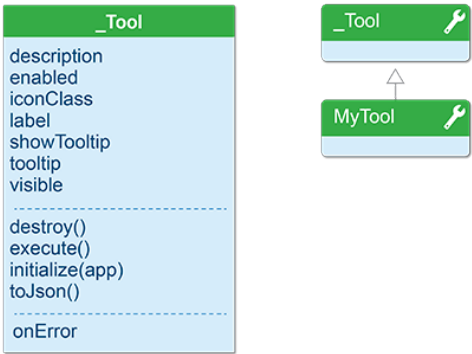 _Tool
description
enabled
iconClass
label
showTooltip
tooltip
visible
destroy()
execute()
initialize(app)
toJson()
onError
_Tool
MyTool